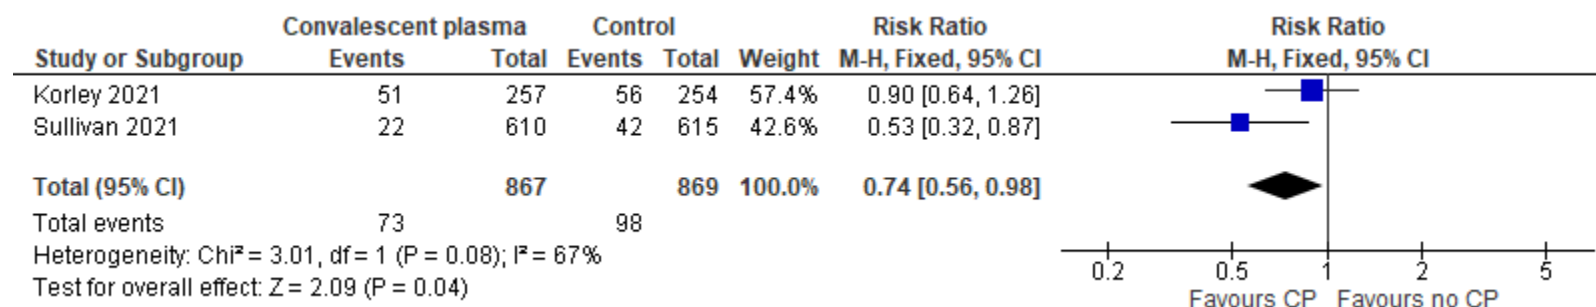 Convalescent plasma Control Risk Ratio Risk Ratio
Study or Subgroup Events Total Events Total Weight M-H, Fixed, 95% CI M-H, Fixed, 95% CI
Korley 2021 51 257 56 254 57.4% 0.90 [0.64, 1.26]
Sullivan 2021 22 610 42 615 42.6% 0.53 [0.32, 0.87]
Total (95% CI) 867 869 100.0% 0.74 [0.56, 0.98]
Total events 73 98
Heterogeneity: Chi² = 3.01, df = 1 (P = 0.08); I² = 67%
Test for overall effect: Z = 2.09 (P = 0.04)
0.2 0.5 1 2 5
Favours CP Favours no CP